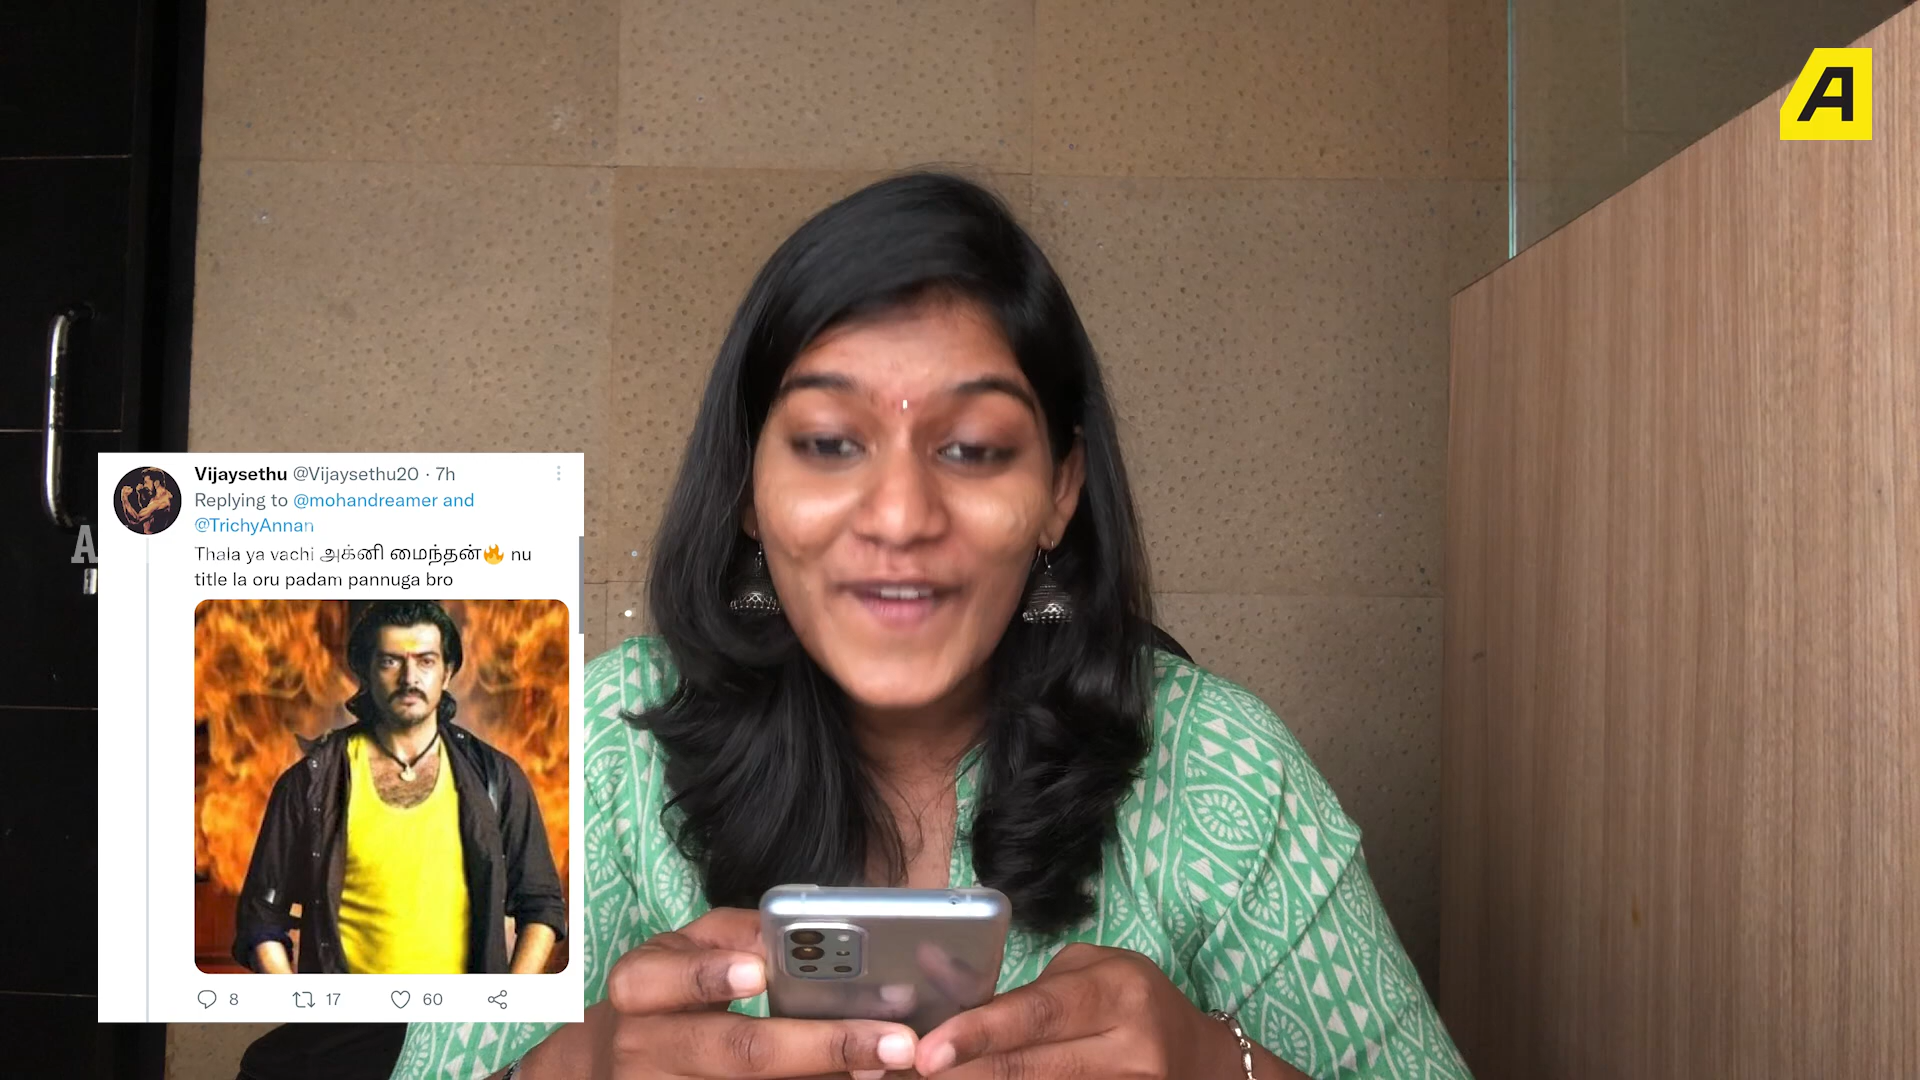 A
Vijaysethu @Vijaysethu20 · 7h
Replying to @mohandreamer and
@TrichyAnnan
A
Thala ya vachi அக்னி மைந்தன்🔥 nu
title la oru padam pannuga bro
8 17 60